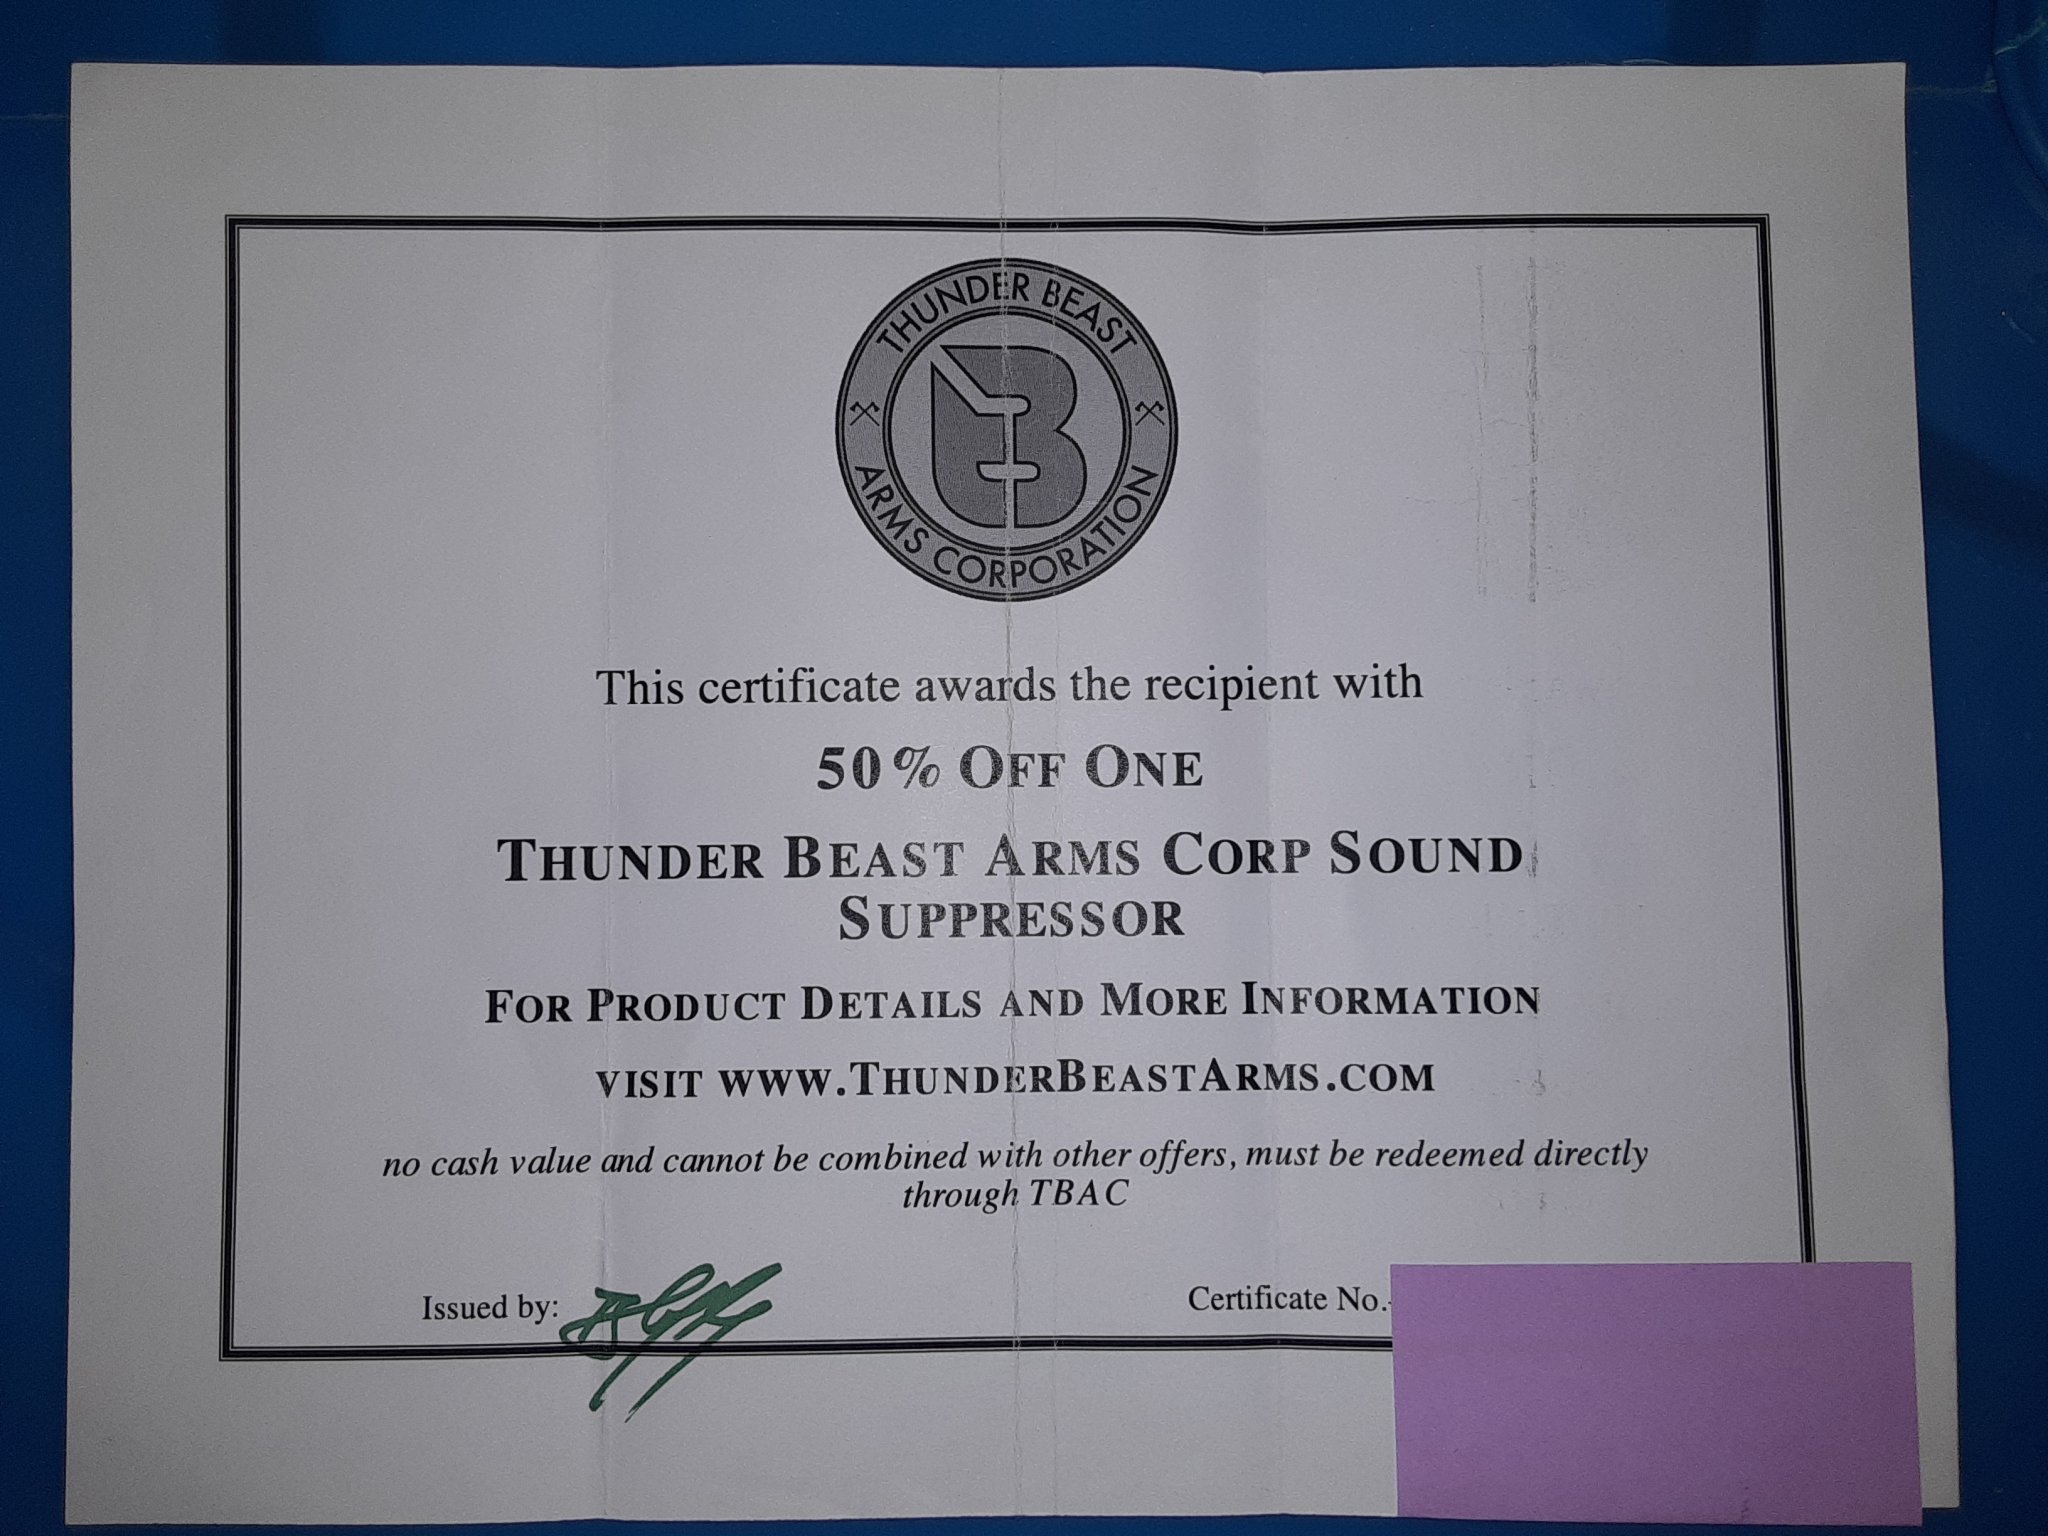 THUNDER BEAST
ARMS CORPORATION
This certificate awards the recipient with
50% OFF ONE
THUNDER BEAST ARMS CORP SOUND
SUPPRESSOR
FOR PRODUCT DETAILS AND MORE INFORMATION
VISIT WWW.THUNDERBEASTARMS.COM
no cash value and cannot be combined with other offers, must be redeemed directly
through TBAC
Issued by:
Certificate No.